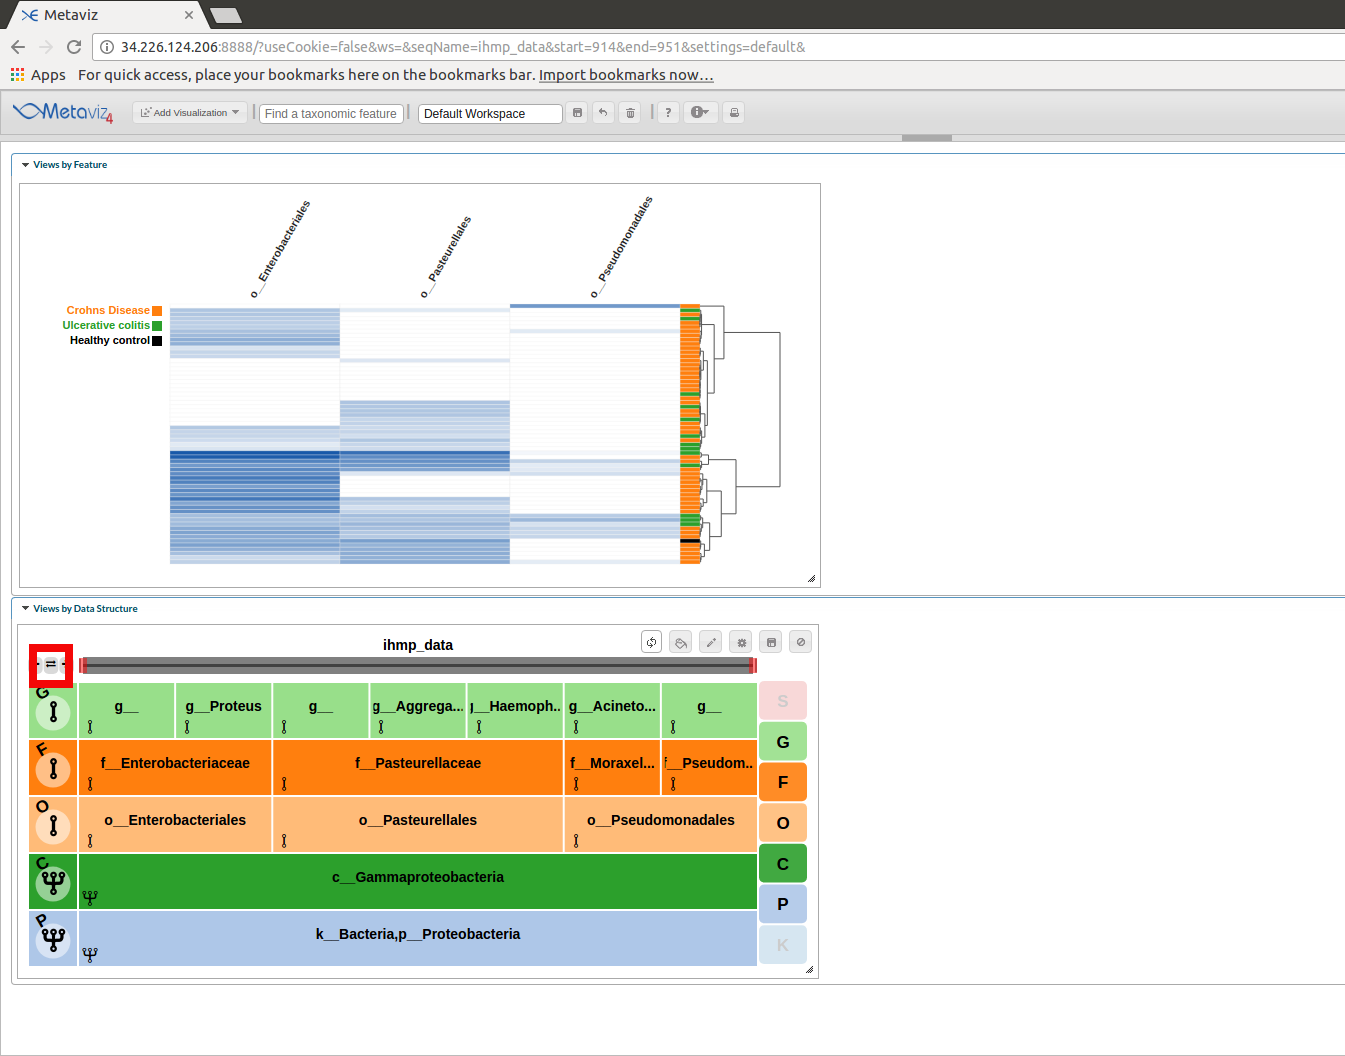 Metaviz
34.226.124.206:8888/?useCookie=false&ws=&seqName=ihmp_data&start=914&end=951&settings=default&
Apps For quick access, place your bookmarks here on the bookmarks bar. Import bookmarks now...
Metaviz4 Add Visualization Find a taxonomic feature Default Workspace ?
Views by Feature
o__Enterobacteriales
o__Pasteurellales
o__Pseudomonadales
Crohns Disease
Ulcerative colitis
Healthy control
Views by Data Structure
ihmp_data
G g__ g__Proteus g__ g__Aggrega... g__Haemoph.. g__Acineto... g__ S
G
F f__Enterobacteriaceae f__Pasteurellaceae f__Moraxel... f__Pseudom..
F
O o__Enterobacteriales o__Pasteurellales o__Pseudomonadales O
C c__Gammaproteobacteria C
P k__Bacteria,p__Proteobacteria P
K